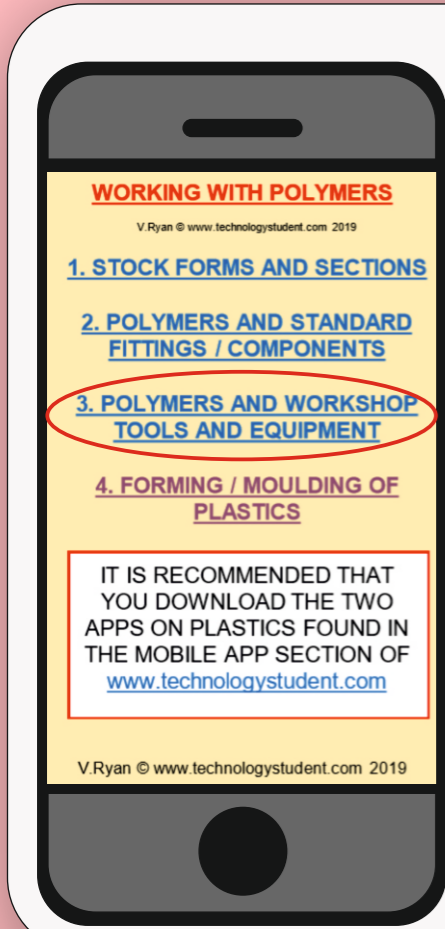 WORKING WITH POLYMERS
V.Ryan © www.technologystudent.com 2019
1. STOCK FORMS AND SECTIONS
2. POLYMERS AND STANDARD
FITTINGS / COMPONENTS
3. POLYMERS AND WORKSHOP
TOOLS AND EQUIPMENT
4. FORMING / MOULDING OF
PLASTICS
IT IS RECOMMENDED THAT
YOU DOWNLOAD THE TWO
APPS ON PLASTICS FOUND IN
THE MOBILE APP SECTION OF
www.technologystudent.com
V.Ryan © www.technologystudent.com 2019